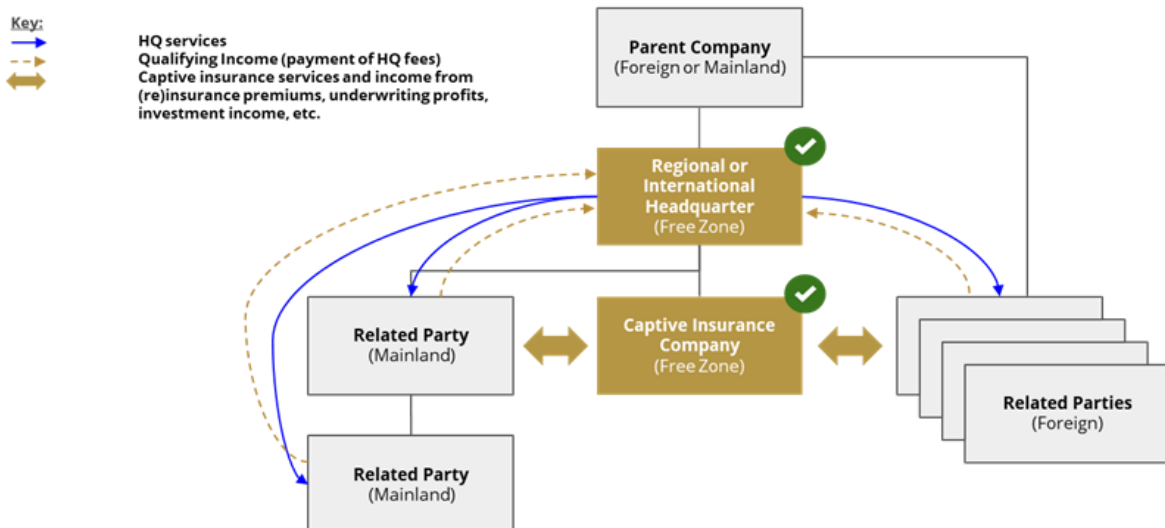 Key:
HQ services
Qualifying Income (payment of HQ fees)
Captive insurance services and income from
(re)insurance premiums, underwriting profits,
investment income, etc.
Parent Company
(Foreign or Mainland)
Regional or
International
Headquarter
(Free Zone)
Related Party
(Mainland)
Captive Insurance
Company
(Free Zone)
Related Parties
(Foreign)
Related Party
(Mainland)